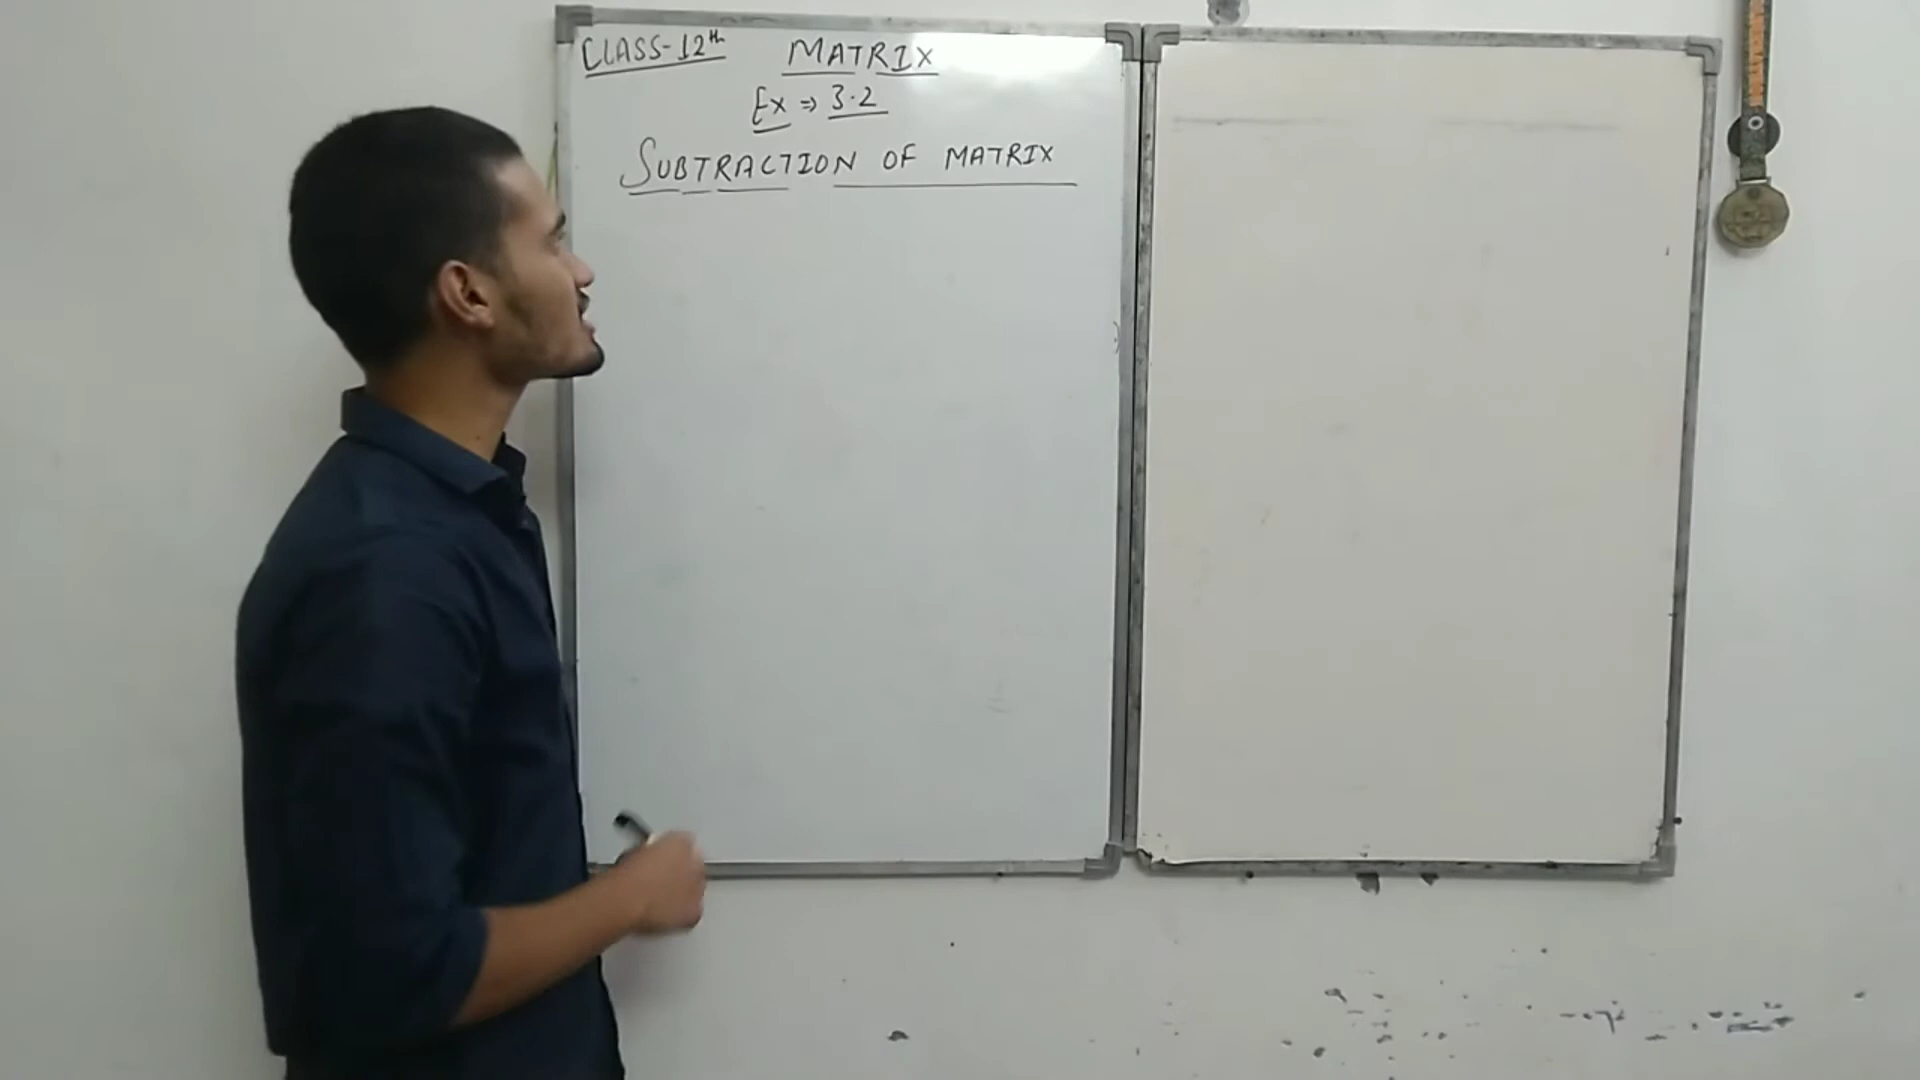 CLASS-12th MATRIX
Ex ⇒ 3.2
SUBTRACTION OF MATRIX